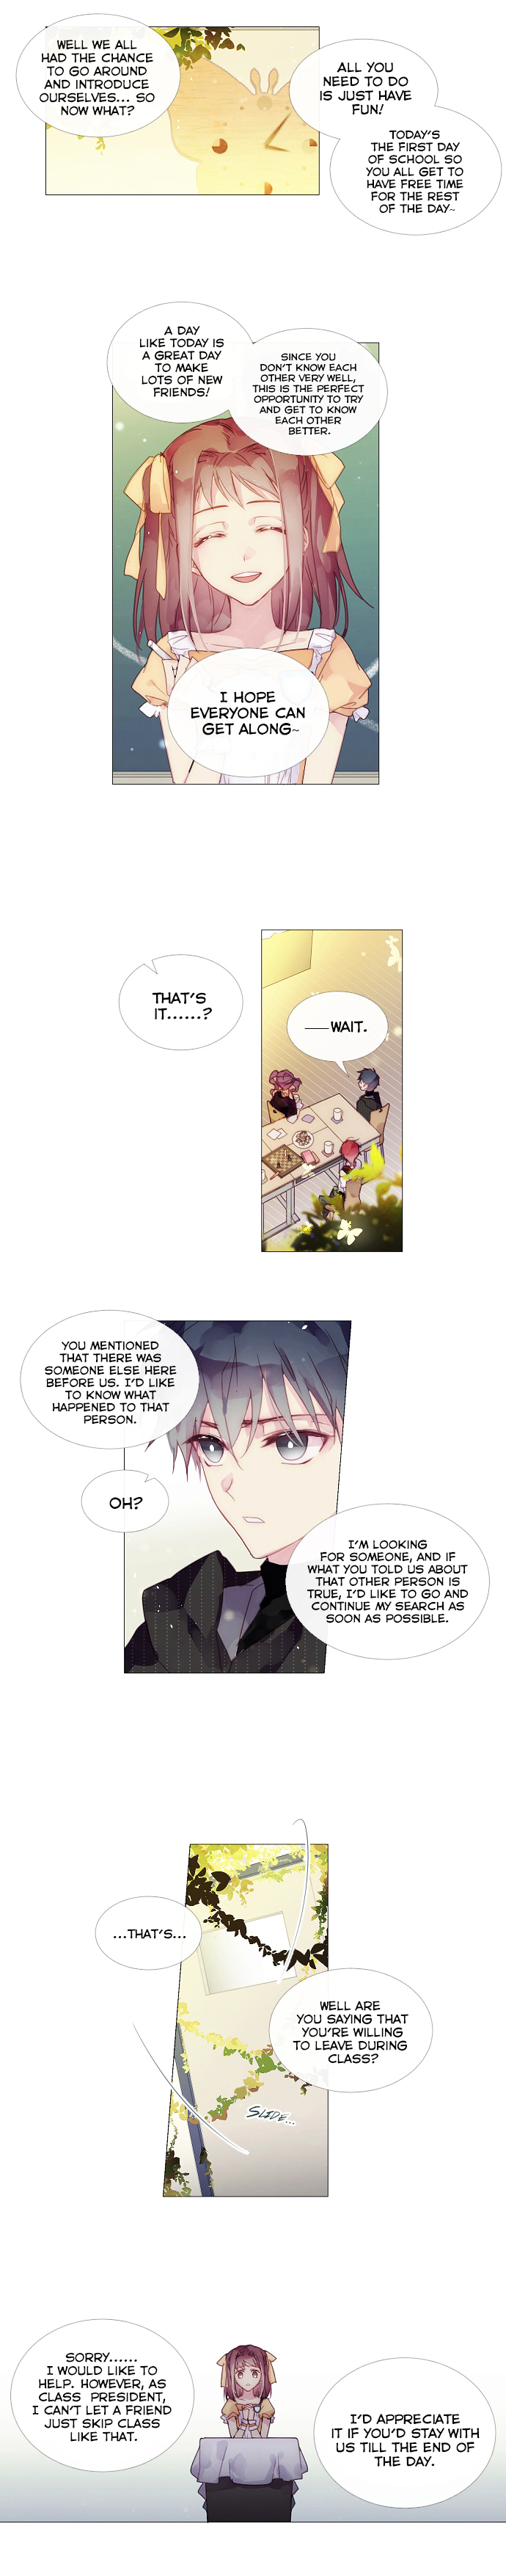 WELL WE ALL
HAD THE CHANCE
TO GO AROUND
AND INTRODUCE
OURSELVES... SO
NOW WHAT?
ALL YOU
NEED TO DO
IS JUST HAVE
FUN!
TODAY'S
THE FIRST DAY
OF SCHOOL SO
YOU ALL GET TO
HAVE FREE TIME
FOR THE REST
OF THE DAY~
A DAY
LIKE TODAY IS
A GREAT DAY
TO MAKE
LOTS OF NEW
FRIENDS!
SINCE YOU
DON'T KNOW EACH
OTHER VERY WELL,
THIS IS THE PERFECT
OPPORTUNITY TO TRY
AND GET TO KNOW
EACH OTHER
BETTER.
I HOPE
EVERYONE CAN
GET ALONG~
THAT'S
IT......?
——WAIT.
YOU MENTIONED
THAT THERE WAS
SOMEONE ELSE HERE
BEFORE US. I'D LIKE
TO KNOW WHAT
HAPPENED TO THAT
PERSON.
OH?
I'M LOOKING
FOR SOMEONE, AND IF
WHAT YOU TOLD US ABOUT
THAT OTHER PERSON IS
TRUE, I'D LIKE TO GO AND
CONTINUE MY SEARCH AS
SOON AS POSSIBLE.
...THAT'S...
WELL ARE
YOU SAYING THAT
YOU'RE WILLING
TO LEAVE DURING
CLASS?
SLIDE...
SORRY......
I WOULD LIKE TO
HELP. HOWEVER, AS
CLASS PRESIDENT,
I CAN'T LET A FRIEND
JUST SKIP CLASS
LIKE THAT.
I'D APPRECIATE
IT IF YOU'D STAY WITH
US TILL THE END OF
THE DAY.